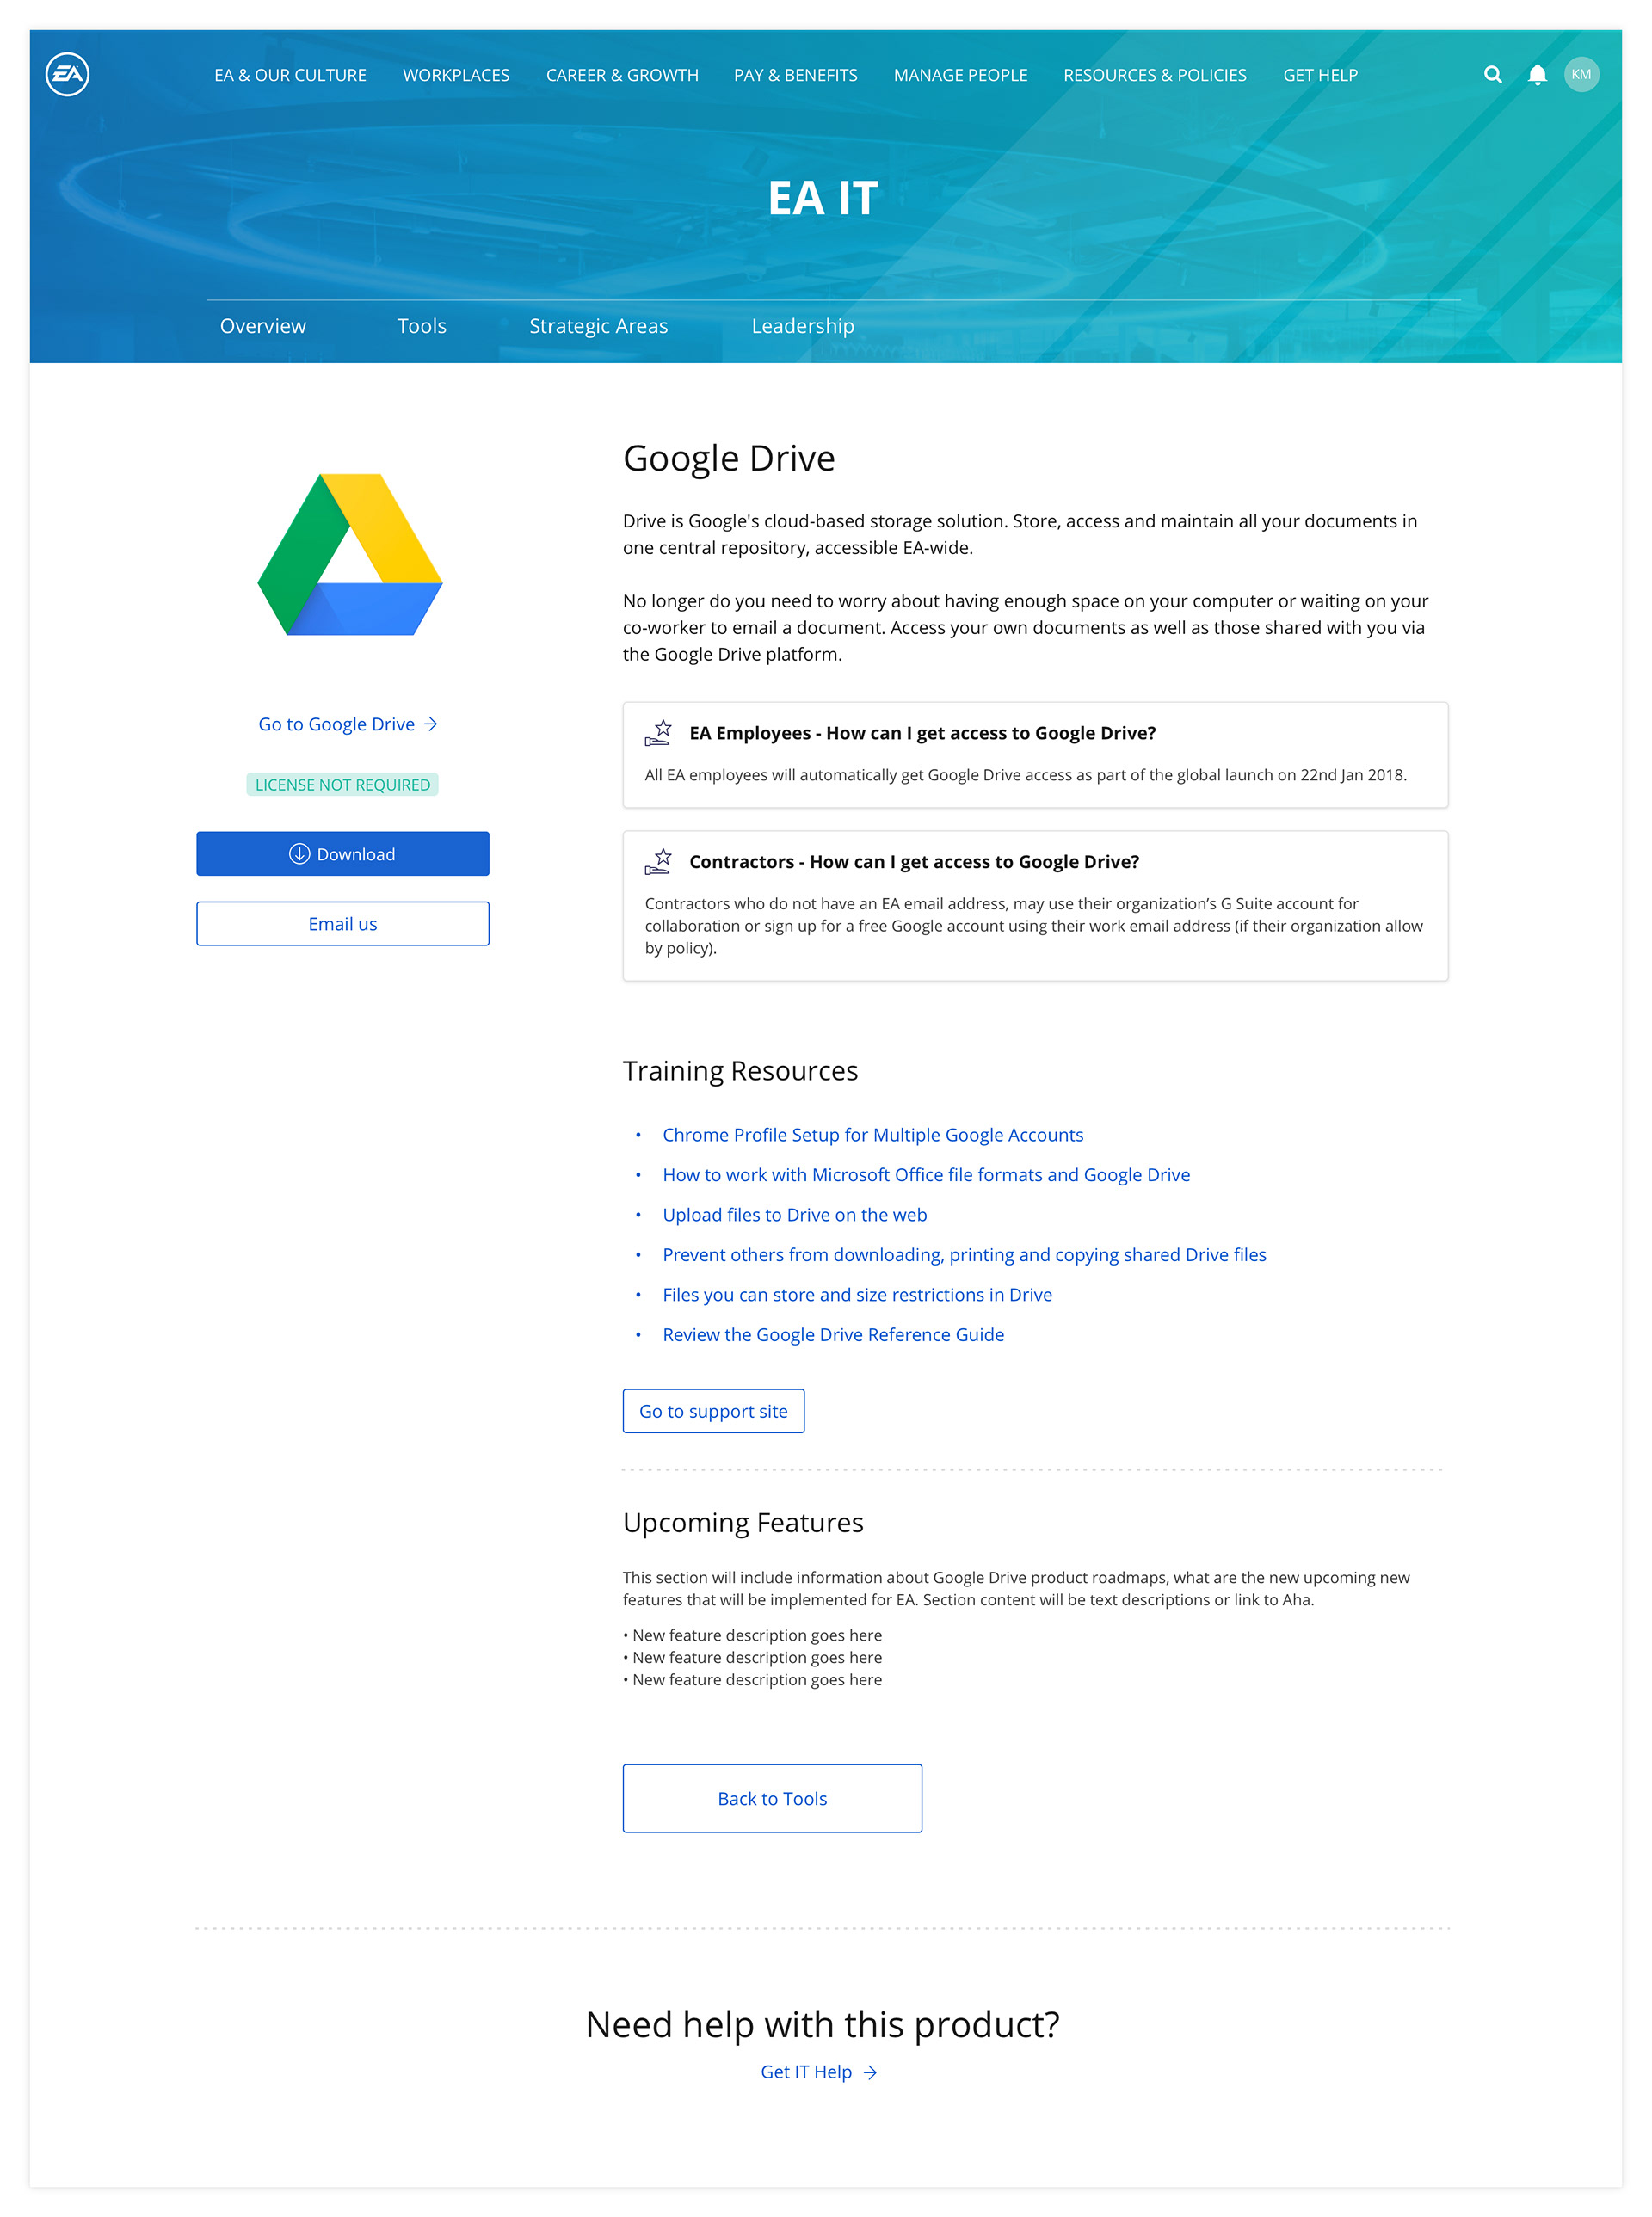 EA
EA & OUR CULTURE WORKPLACES CAREER & GROWTH PAY & BENEFITS MANAGE PEOPLE RESOURCES & POLICIES GET HELP KM
EA IT
Overview Tools Strategic Areas Leadership
Go to Google Drive →
LICENSE NOT REQUIRED
Download
Email us
Google Drive
Drive is Google's cloud-based storage solution. Store, access and maintain all your documents in
one central repository, accessible EA-wide.
No longer do you need to worry about having enough space on your computer or waiting on your
co-worker to email a document. Access your own documents as well as those shared with you via
the Google Drive platform.
EA Employees - How can I get access to Google Drive?
All EA employees will automatically get Google Drive access as part of the global launch on 22nd Jan 2018.
Contractors - How can I get access to Google Drive?
Contractors who do not have an EA email address, may use their organization’s G Suite account for
collaboration or sign up for a free Google account using their work email address (if their organization allow
by policy).
Training Resources
• Chrome Profile Setup for Multiple Google Accounts
• How to work with Microsoft Office file formats and Google Drive
• Upload files to Drive on the web
• Prevent others from downloading, printing and copying shared Drive files
• Files you can store and size restrictions in Drive
• Review the Google Drive Reference Guide
Go to support site
Upcoming Features
This section will include information about Google Drive product roadmaps, what are the new upcoming new
features that will be implemented for EA. Section content will be text descriptions or link to Aha.
• New feature description goes here
• New feature description goes here
• New feature description goes here
Back to Tools
Need help with this product?
Get IT Help →